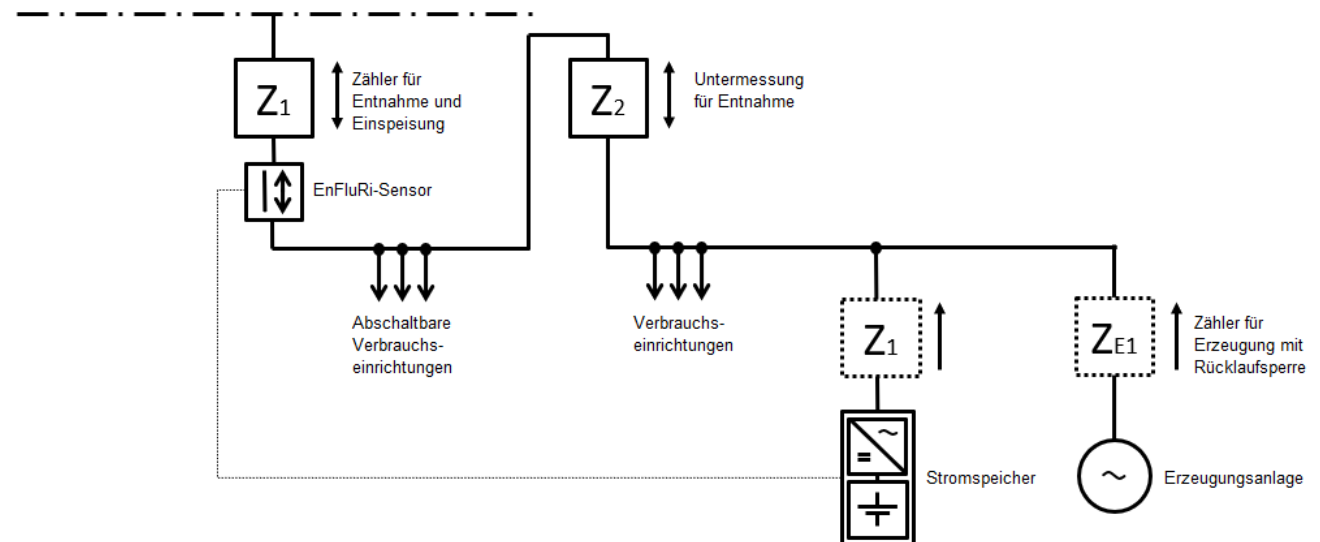 Z1
Zähler für
Entnahme und
Einspeisung
Z2
Untermessung
für Entnahme
EnFluRi-Sensor
Abschaltbare
Verbrauchs-
einrichtungen
Verbrauchs-
einrichtungen
Z1
ZE1
Zähler für
Erzeugung mit
Rücklaufsperre
Stromspeicher
Erzeugungsanlage